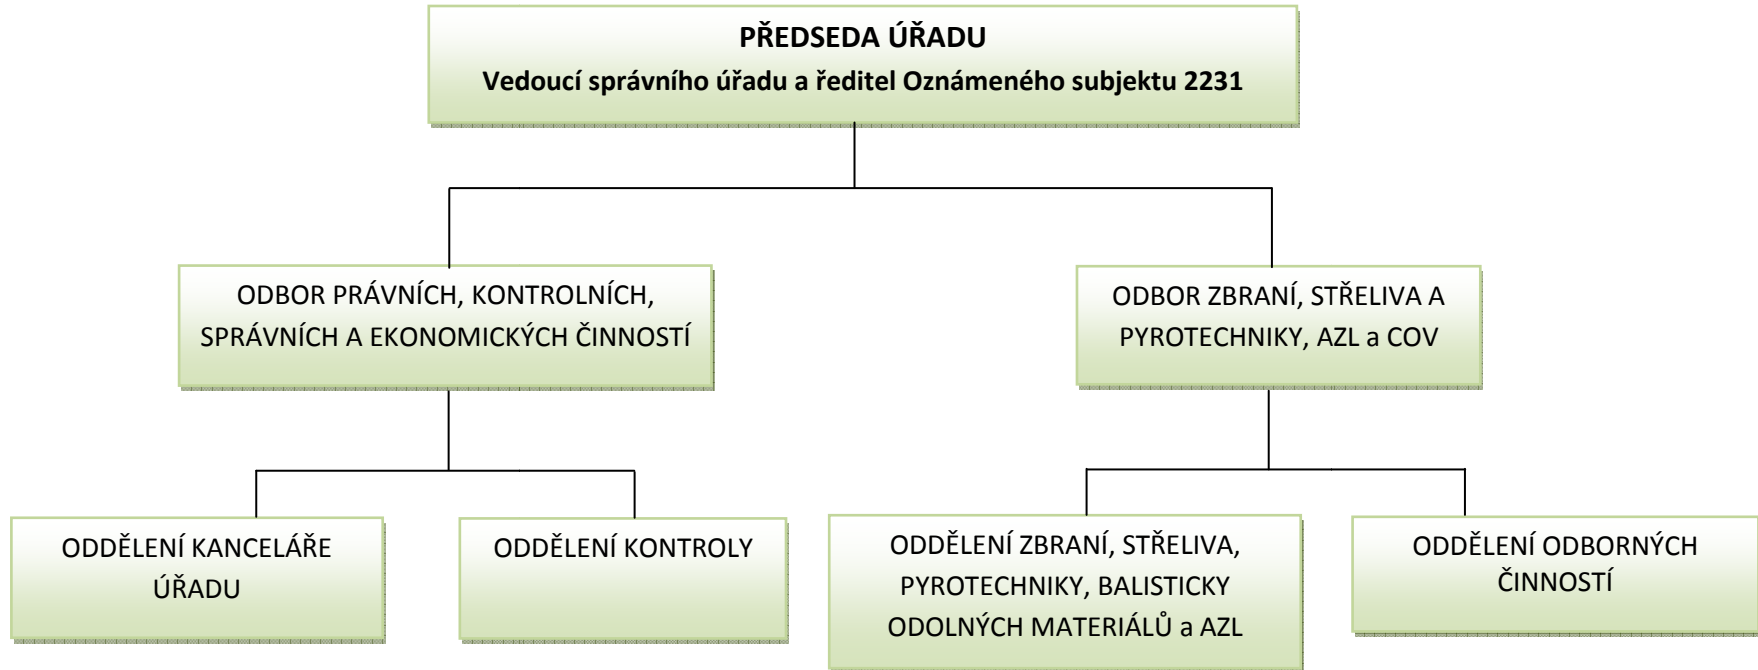 PŘEDSEDA ÚŘADU
Vedoucí správního úřadu a ředitel Oznámeného subjektu 2231
ODBOR PRÁVNÍCH, KONTROLNÍCH,
SPRÁVNÍCH A EKONOMICKÝCH ČINNOSTÍ
ODBOR ZBRANÍ, STŘELIVA A
PYROTECHNIKY, AZL a COV
ODDĚLENÍ KANCELÁŘE
ÚŘADU
ODDĚLENÍ KONTROLY
ODDĚLENÍ ZBRANÍ, STŘELIVA,
PYROTECHNIKY, BALISTICKY
ODOLNÝCH MATERIÁLŮ a AZL
ODDĚLENÍ ODBORNÝCH
ČINNOSTÍ